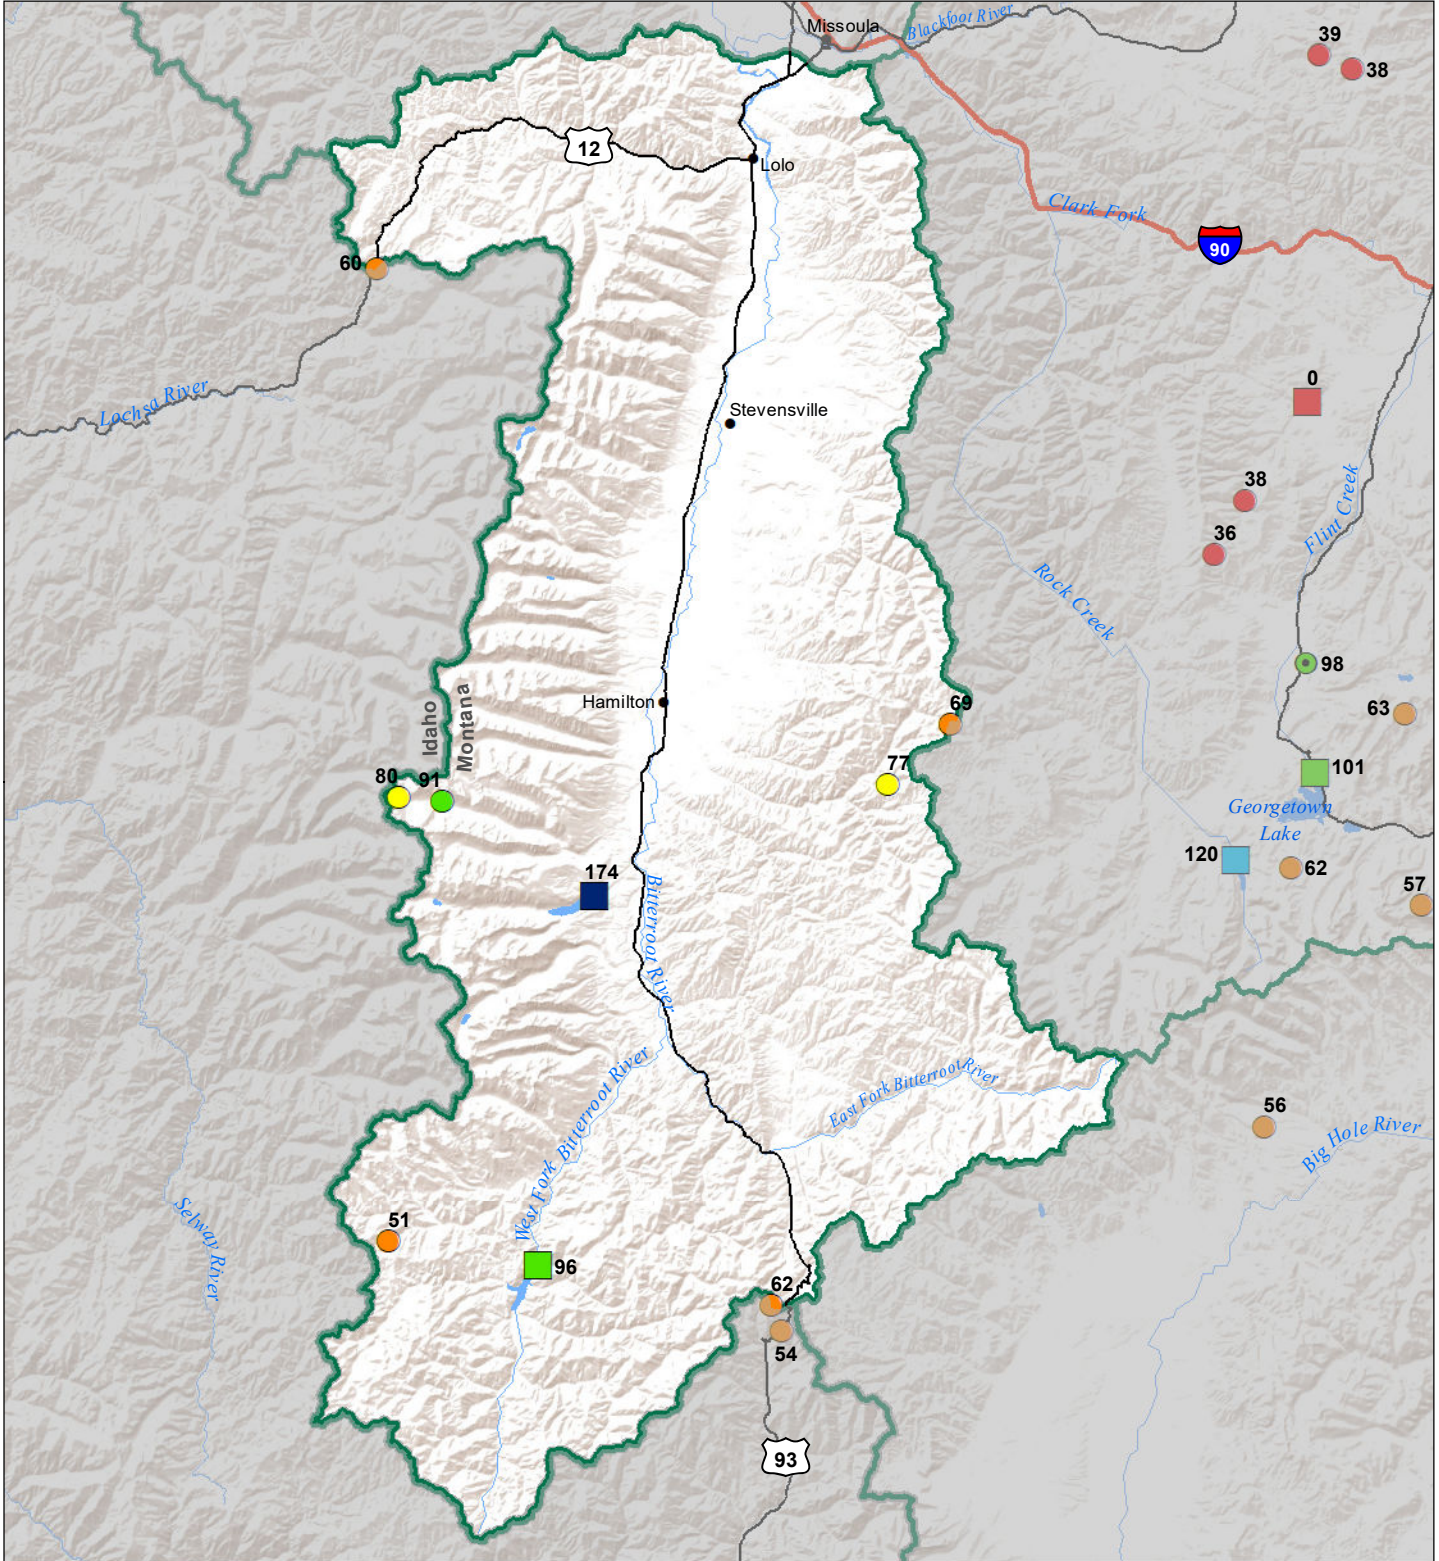 Missoula
Blackfoot River
39
38
12
Lolo
Clark Fork
90
60
Lochsa River
0
Stevensville
38
Flint Creek
36
Rock Creek
98
Idaho
Montana
Hamilton
69
63
80
91
77
101
Georgetown
Lake
174
120
62
57
Bitterroot River
West Fork Bitterroot River
East Fork Bitterroot River
56
Big Hole River
Selway River
51
96
62
54
93